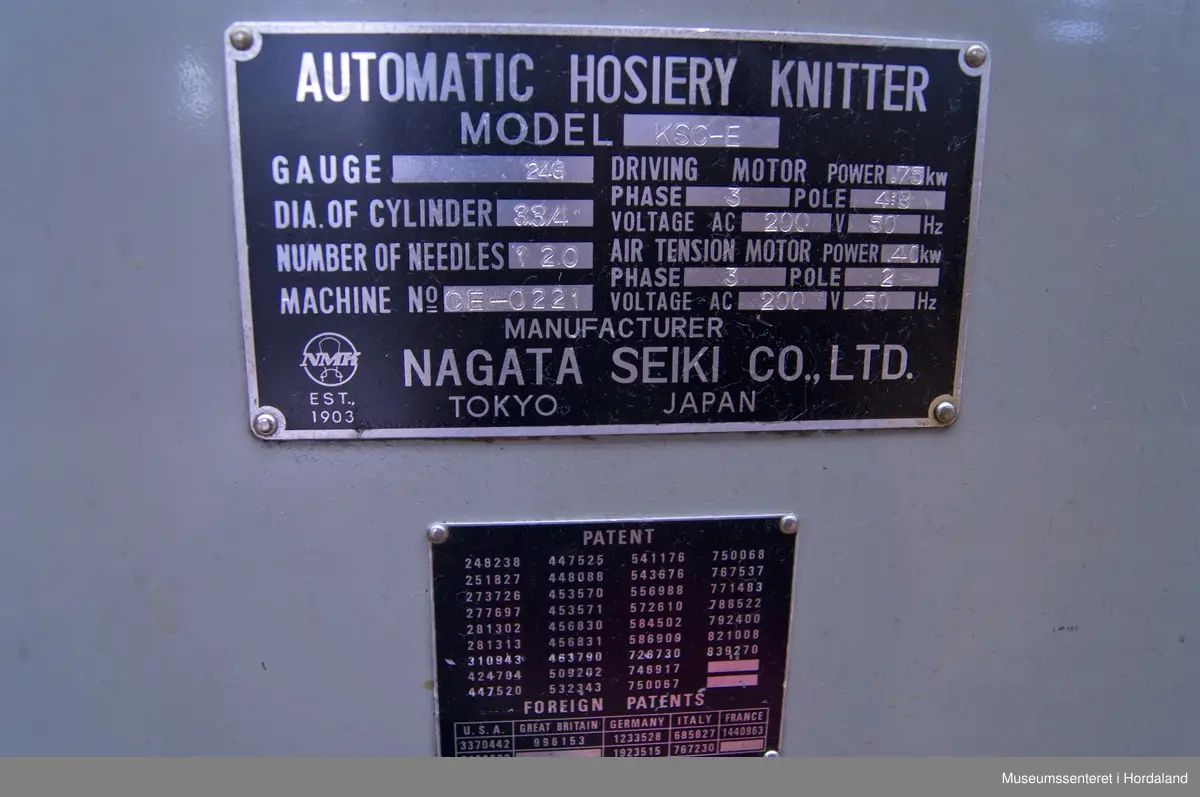 AUTOMATIC HOSIERY KNITTER
MODEL KSC-E
GAUGE 24G
DIA. OF CYLINDER 33/4"
NUMBER OF NEEDLES 120
MACHINE Nº CE-0221
DRIVING MOTOR POWER .75 KW
PHASE 3 POLE 4:8
VOLTAGE AC 200 V 50 Hz
AIR TENSION MOTOR POWER .40 KW
PHASE 3 POLE 2
VOLTAGE AC 200 V. 50 Hz
MANUFACTURER
NMK
EST.,
1903
NAGATA SEIKI CO., LTD.
TOKYO JAPAN
PATENT
248238 447525 541176 750068
251827 448088 543676 767537
273726 453570 556988 771483
277697 453571 572610 788522
281302 456830 584502 792400
281313 456831 586909 821008
310943 463790 728730 839270
424704 509202 746917
447520 532343 750067
FOREIGN PATENTS
U.S.A. GREAT BRITAIN GERMANY ITALY FRANCE
3370442 996153 1233528 685827 1440963
1923515 767230
Museumssenteret i Hordaland